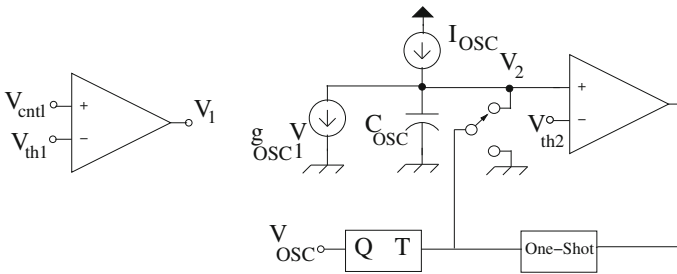 I_OSC
V_2
V_cntl
+
V_1
+
V_th1
−
g_OSC V_1
C_OSC
−
V_th2
V_OSC
Q T
One−Shot